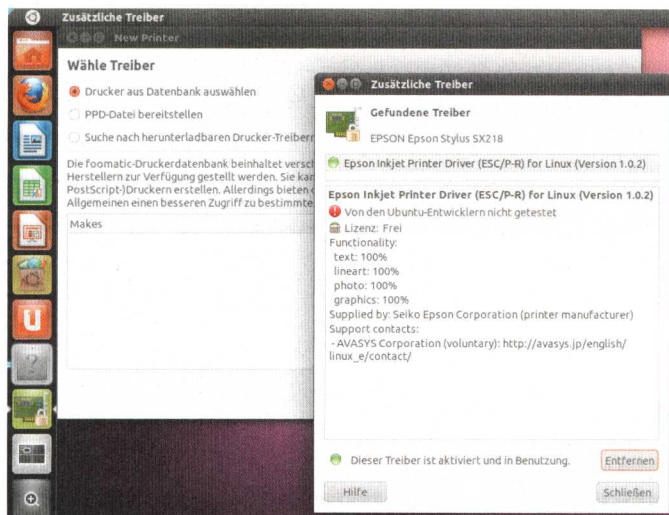 Zusätzliche Treiber
New Printer
Wähle Treiber
Drucker aus Datenbank auswählen
PPD-Datei bereitstellen
Suche nach herunterladbaren Drucker-Treibern
Die foomatic-Druckerdatenbank beinhaltet versch
Herstellern zur Verfügung gestellt werden. Sie kan
PostScript-)Druckern erstellen. Allerdings bieten
Allgemeinen einen besseren Zugriff zu bestimmte
Makes
Zusätzliche Treiber
Gefundene Treiber
EPSON Epson Stylus SX218
Epson Inkjet Printer Driver (ESC/P-R) for Linux (Version 1.0.2)
Epson Inkjet Printer Driver (ESC/P-R) for Linux (Version 1.0.2)
Von den Ubuntu-Entwicklern nicht getestet
Lizenz: Frei
Functionality:
text: 100%
lineart: 100%
photo: 100%
graphics: 100%
Supplied by: Seiko Epson Corporation (printer manufacturer)
Support contacts:
- AVASYS Corporation (voluntary): http://avasys.jp/english/
linux_e/contact/
Dieser Treiber ist aktiviert und in Benutzung.
Entfernen
Hilfe
Schließen